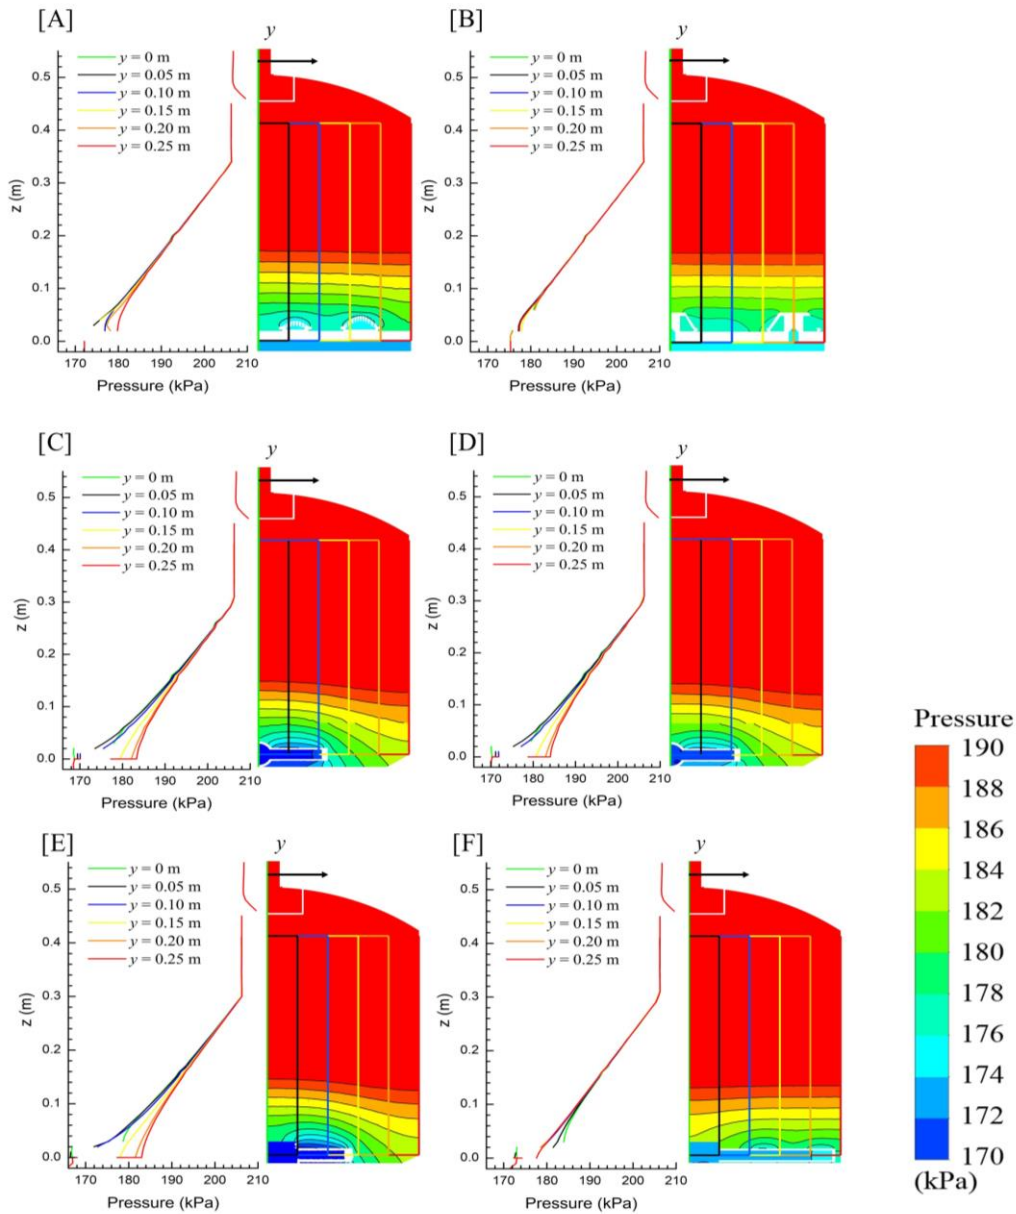 [A]
y
y = 0 m
y = 0.05 m
y = 0.10 m
y = 0.15 m
y = 0.20 m
y = 0.25 m
0.5
0.4
0.3
0.2
0.1
0.0
z (m)
170 180 190 200 210
Pressure (kPa)
[B]
y
y = 0 m
y = 0.05 m
y = 0.10 m
y = 0.15 m
y = 0.20 m
y = 0.25 m
0.5
0.4
0.3
0.2
0.1
0.0
z (m)
170 180 190 200 210
Pressure (kPa)
[C]
y
y = 0 m
y = 0.05 m
y = 0.10 m
y = 0.15 m
y = 0.20 m
y = 0.25 m
0.5
0.4
0.3
0.2
0.1
0.0
z (m)
170 180 190 200 210
Pressure (kPa)
[D]
y
y = 0 m
y = 0.05 m
y = 0.10 m
y = 0.15 m
y = 0.20 m
y = 0.25 m
0.5
0.4
0.3
0.2
0.1
0.0
z (m)
170 180 190 200 210
Pressure (kPa)
[E]
y
y = 0 m
y = 0.05 m
y = 0.10 m
y = 0.15 m
y = 0.20 m
y = 0.25 m
0.5
0.4
0.3
0.2
0.1
0.0
z (m)
170 180 190 200 210
Pressure (kPa)
[F]
y
y = 0 m
y = 0.05 m
y = 0.10 m
y = 0.15 m
y = 0.20 m
y = 0.25 m
0.5
0.4
0.3
0.2
0.1
0.0
z (m)
170 180 190 200 210
Pressure (kPa)
Pressure
190
188
186
184
182
180
178
176
174
172
170
(kPa)